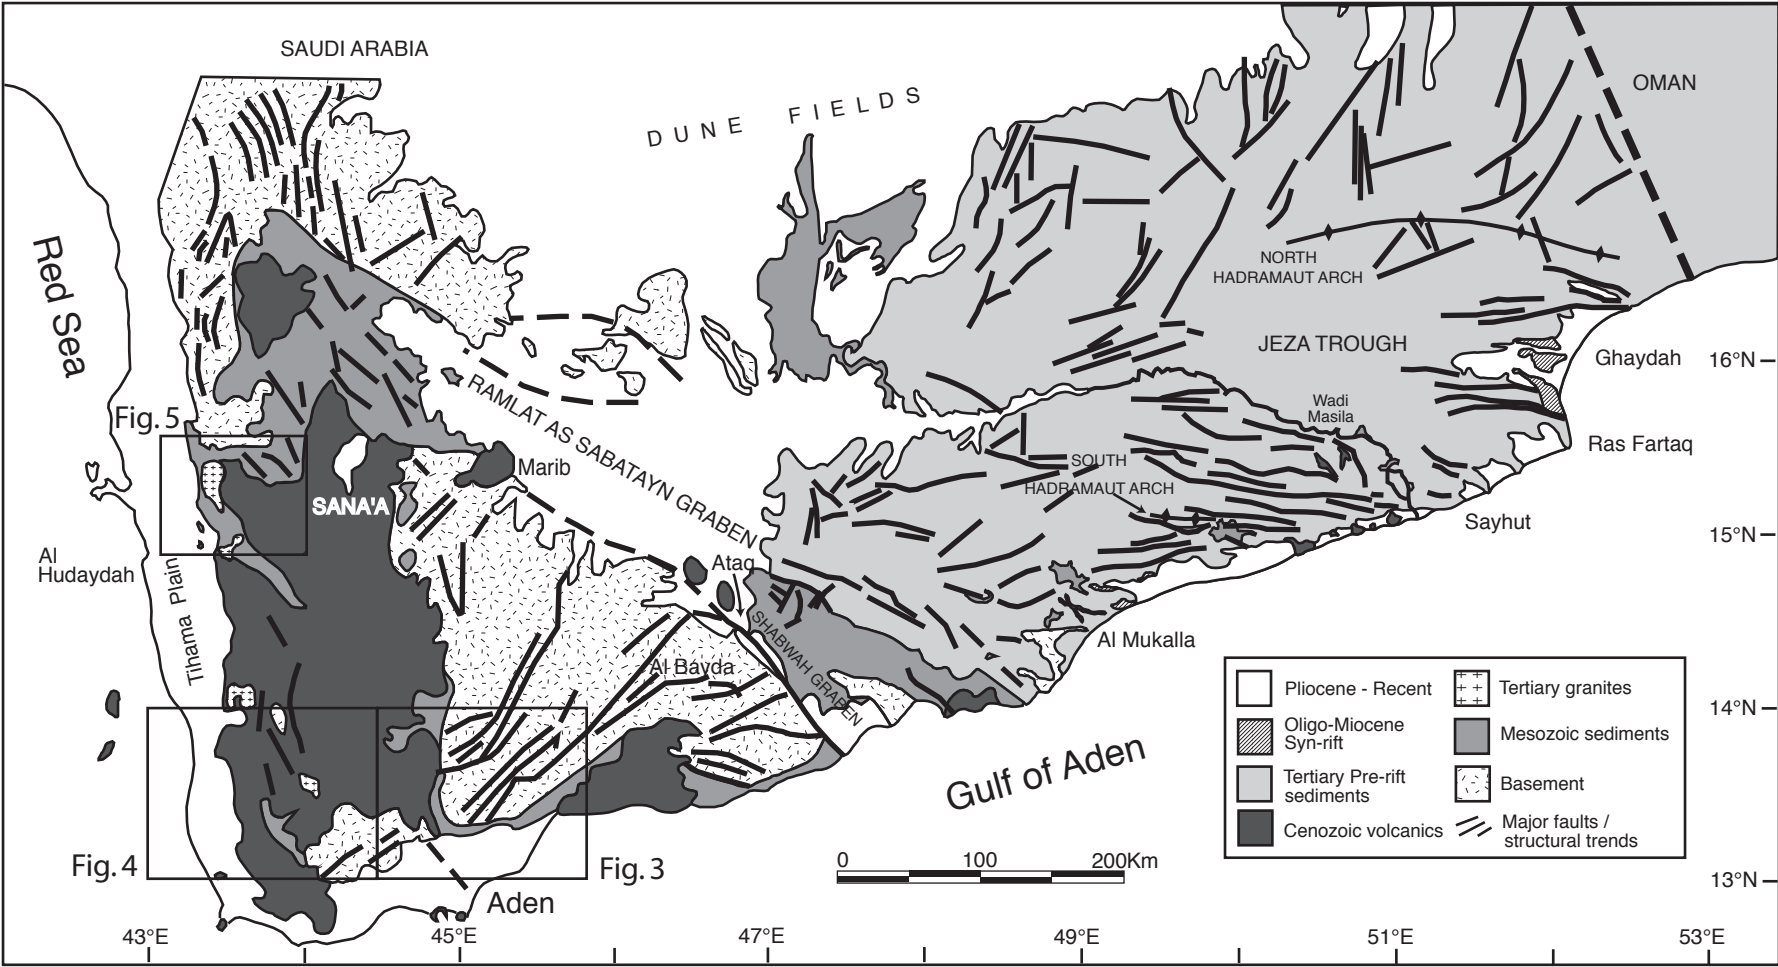 SAUDI ARABIA
DUNE FIELDS
OMAN
Red Sea
NORTH
HADRAMAUT ARCH
JEZA TROUGH
Ghaydah
16°N
RAMLAT AS SABATAYN GRABEN
Wadi
Masila
Fig. 5
Ras Fartaq
Marib
SOUTH
HADRAMAUT ARCH
SANA'A
Sayhut
15°N
Al
Hudaydah
Tihama Plain
Ataq
SHABWAH GRABEN
Al Mukalla
Al Bayda
14°N
Gulf of Aden
Pliocene - Recent
Oligo-Miocene
Syn-rift
Tertiary Pre-rift
sediments
Cenozoic volcanics
Tertiary granites
Mesozoic sediments
Basement
Major faults /
structural trends
Fig. 4
Fig. 3
0 100 200Km
13°N
Aden
43°E 45°E 47°E 49°E 51°E 53°E